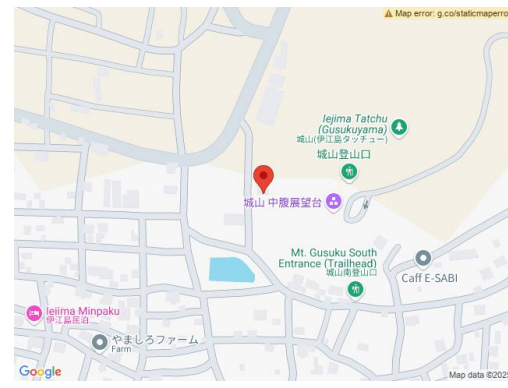 Map error: g.co/staticmaperro
Iejima Tatchu
(Gusukuyama)
城山(伊江島タッチュー)
城山登山口
城山 中腹展望台
Mt. Gusuku South
Entrance (Trailhead)
城山南登山口
Caff E-SABI
Iejima Minpaku
伊江島民泊
やましろファーム
Farm
Google
Map data ©2025